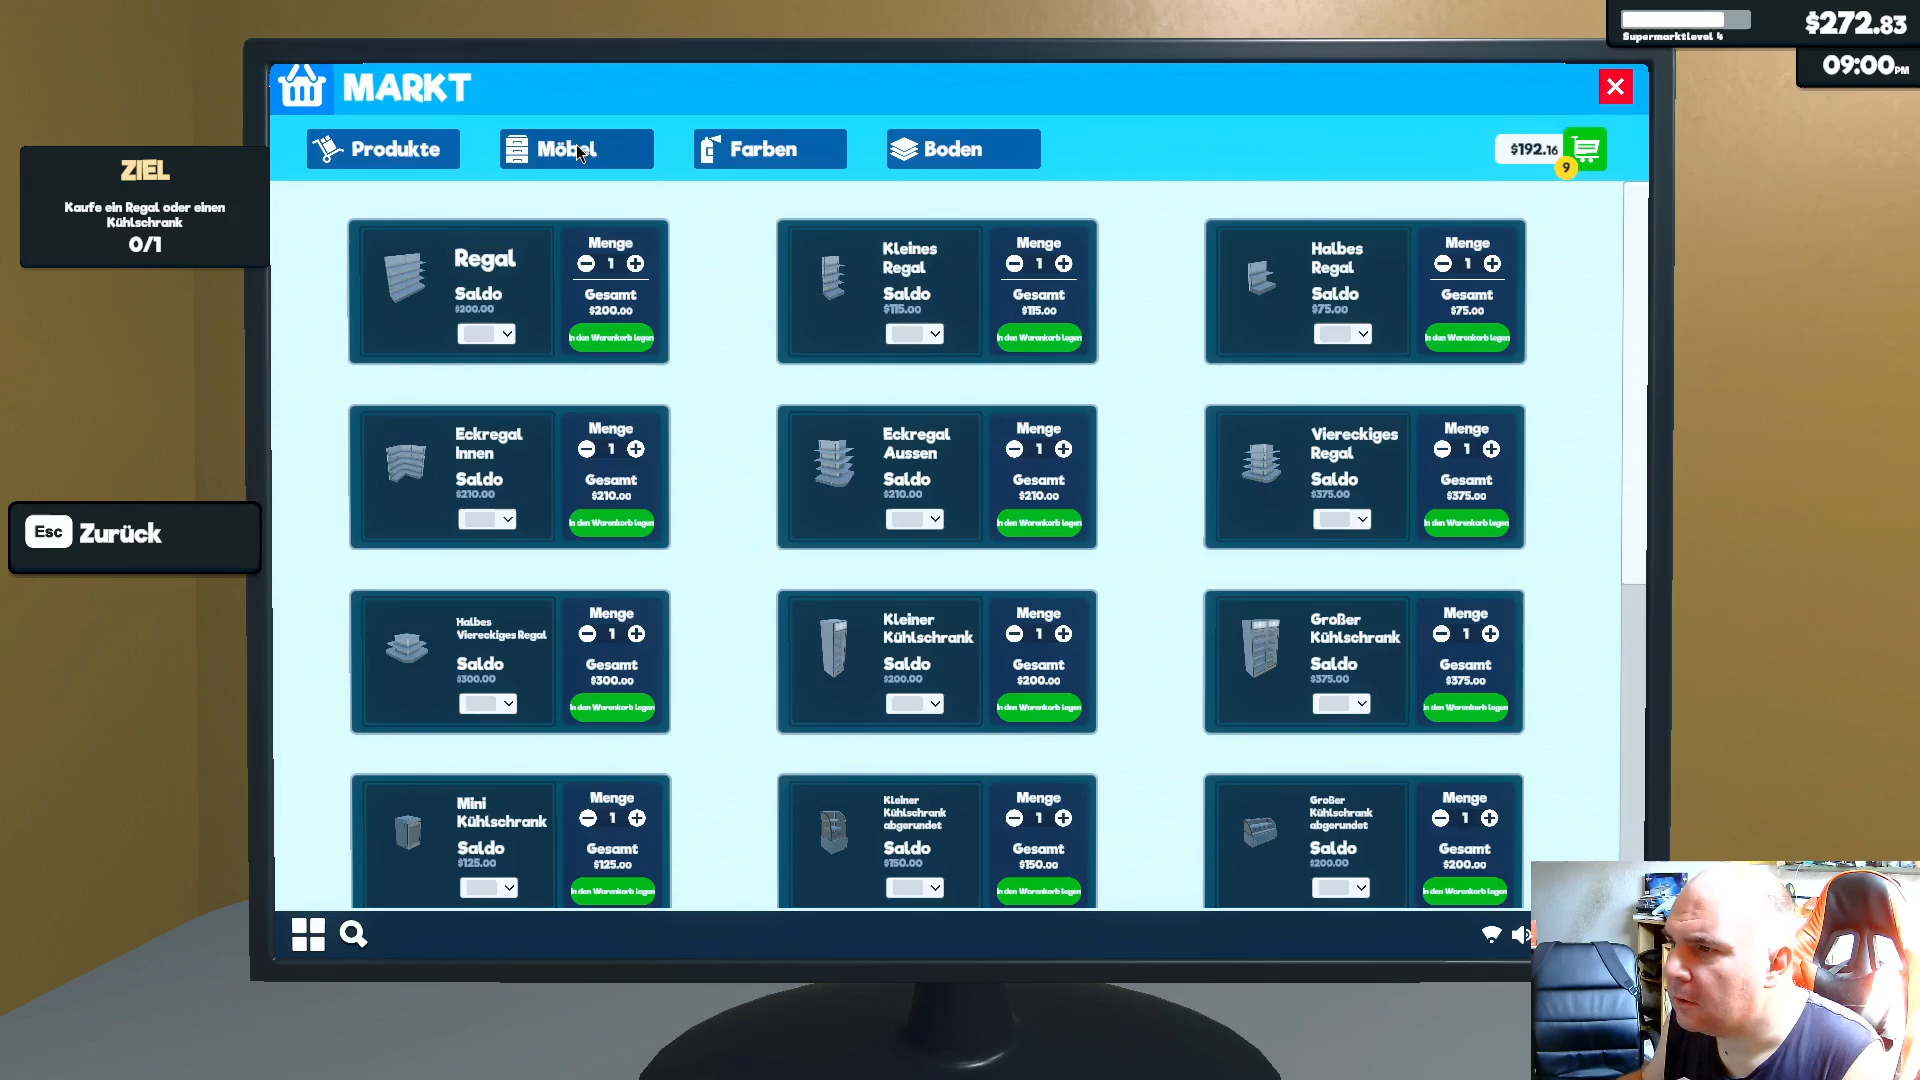 Supermarktlevel 4
$272.83
09:00PM
MARKT
Produkte
Möbel
Farben
Boden
$192.16
9
ZIEL
Kaufe ein Regal oder einen
Kühlschrank
0/1
Esc Zurück
Regal
Saldo
$200.00
Menge
1
Gesamt
$200.00
In den Warenkorb legen
Kleines
Regal
Saldo
$115.00
Menge
1
Gesamt
$115.00
In den Warenkorb legen
Halbes
Regal
Saldo
$75.00
Menge
1
Gesamt
$75.00
In den Warenkorb legen
Eckregal
Innen
Saldo
$210.00
Menge
1
Gesamt
$210.00
In den Warenkorb legen
Eckregal
Aussen
Saldo
$210.00
Menge
1
Gesamt
$210.00
In den Warenkorb legen
Viereckiges
Regal
Saldo
$375.00
Menge
1
Gesamt
$375.00
In den Warenkorb legen
Halbes
Viereckiges Regal
Saldo
$300.00
Menge
1
Gesamt
$300.00
In den Warenkorb legen
Kleiner
Kühlschrank
Saldo
$200.00
Menge
1
Gesamt
$200.00
In den Warenkorb legen
Großer
Kühlschrank
Saldo
$375.00
Menge
1
Gesamt
$375.00
In den Warenkorb legen
Mini
Kühlschrank
Saldo
$125.00
Menge
1
Gesamt
$125.00
In den Warenkorb legen
Kleiner
Kühlschrank
abgerundet
Saldo
$150.00
Menge
1
Gesamt
$150.00
In den Warenkorb legen
Großer
Kühlschrank
abgerundet
Saldo
$200.00
Menge
1
Gesamt
$200.00
In den Warenkorb legen